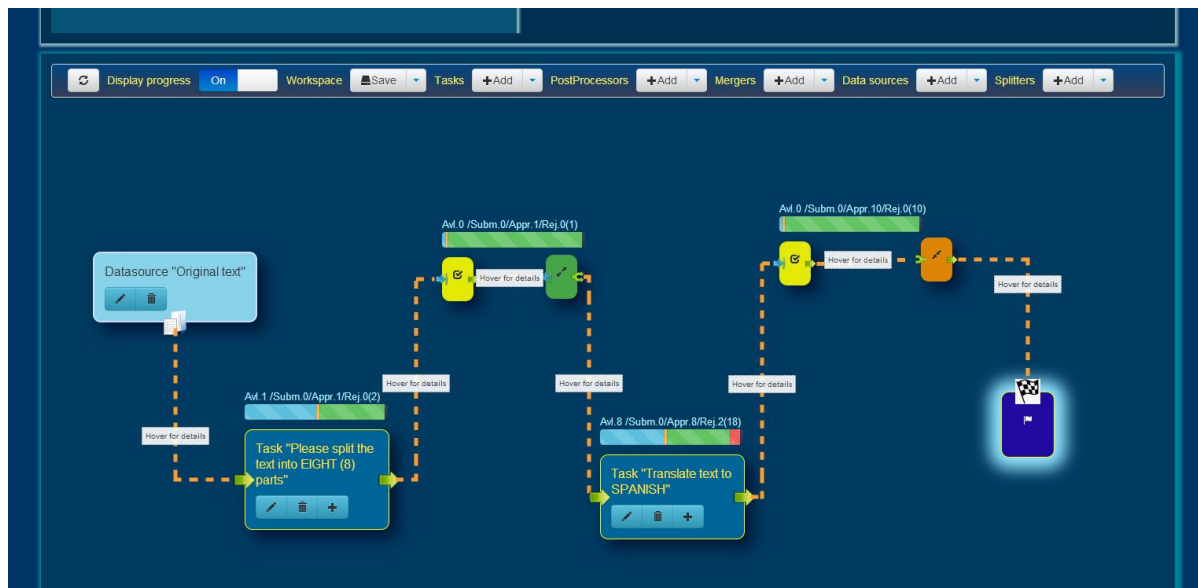 Display progress On Workspace Save Tasks +Add PostProcessors +Add Mergers +Add Data sources +Add Splitters +Add
Avl.0 /Subm.0/Appr.10/Rej.0(10)
Avl.0 /Subm.0/Appr.1/Rej.0(1)
Datasource "Original text"
Hover for details
Hover for details
Hover for details
Hover for details
Hover for details
Hover for details
Avl.1 /Subm.0/Appr.1/Rej.0(2)
Avl.8 /Subm.0/Appr.8/Rej.2(18)
Hover for details
Task "Please split the
text into EIGHT (8)
parts"
Task "Translate text to
SPANISH"